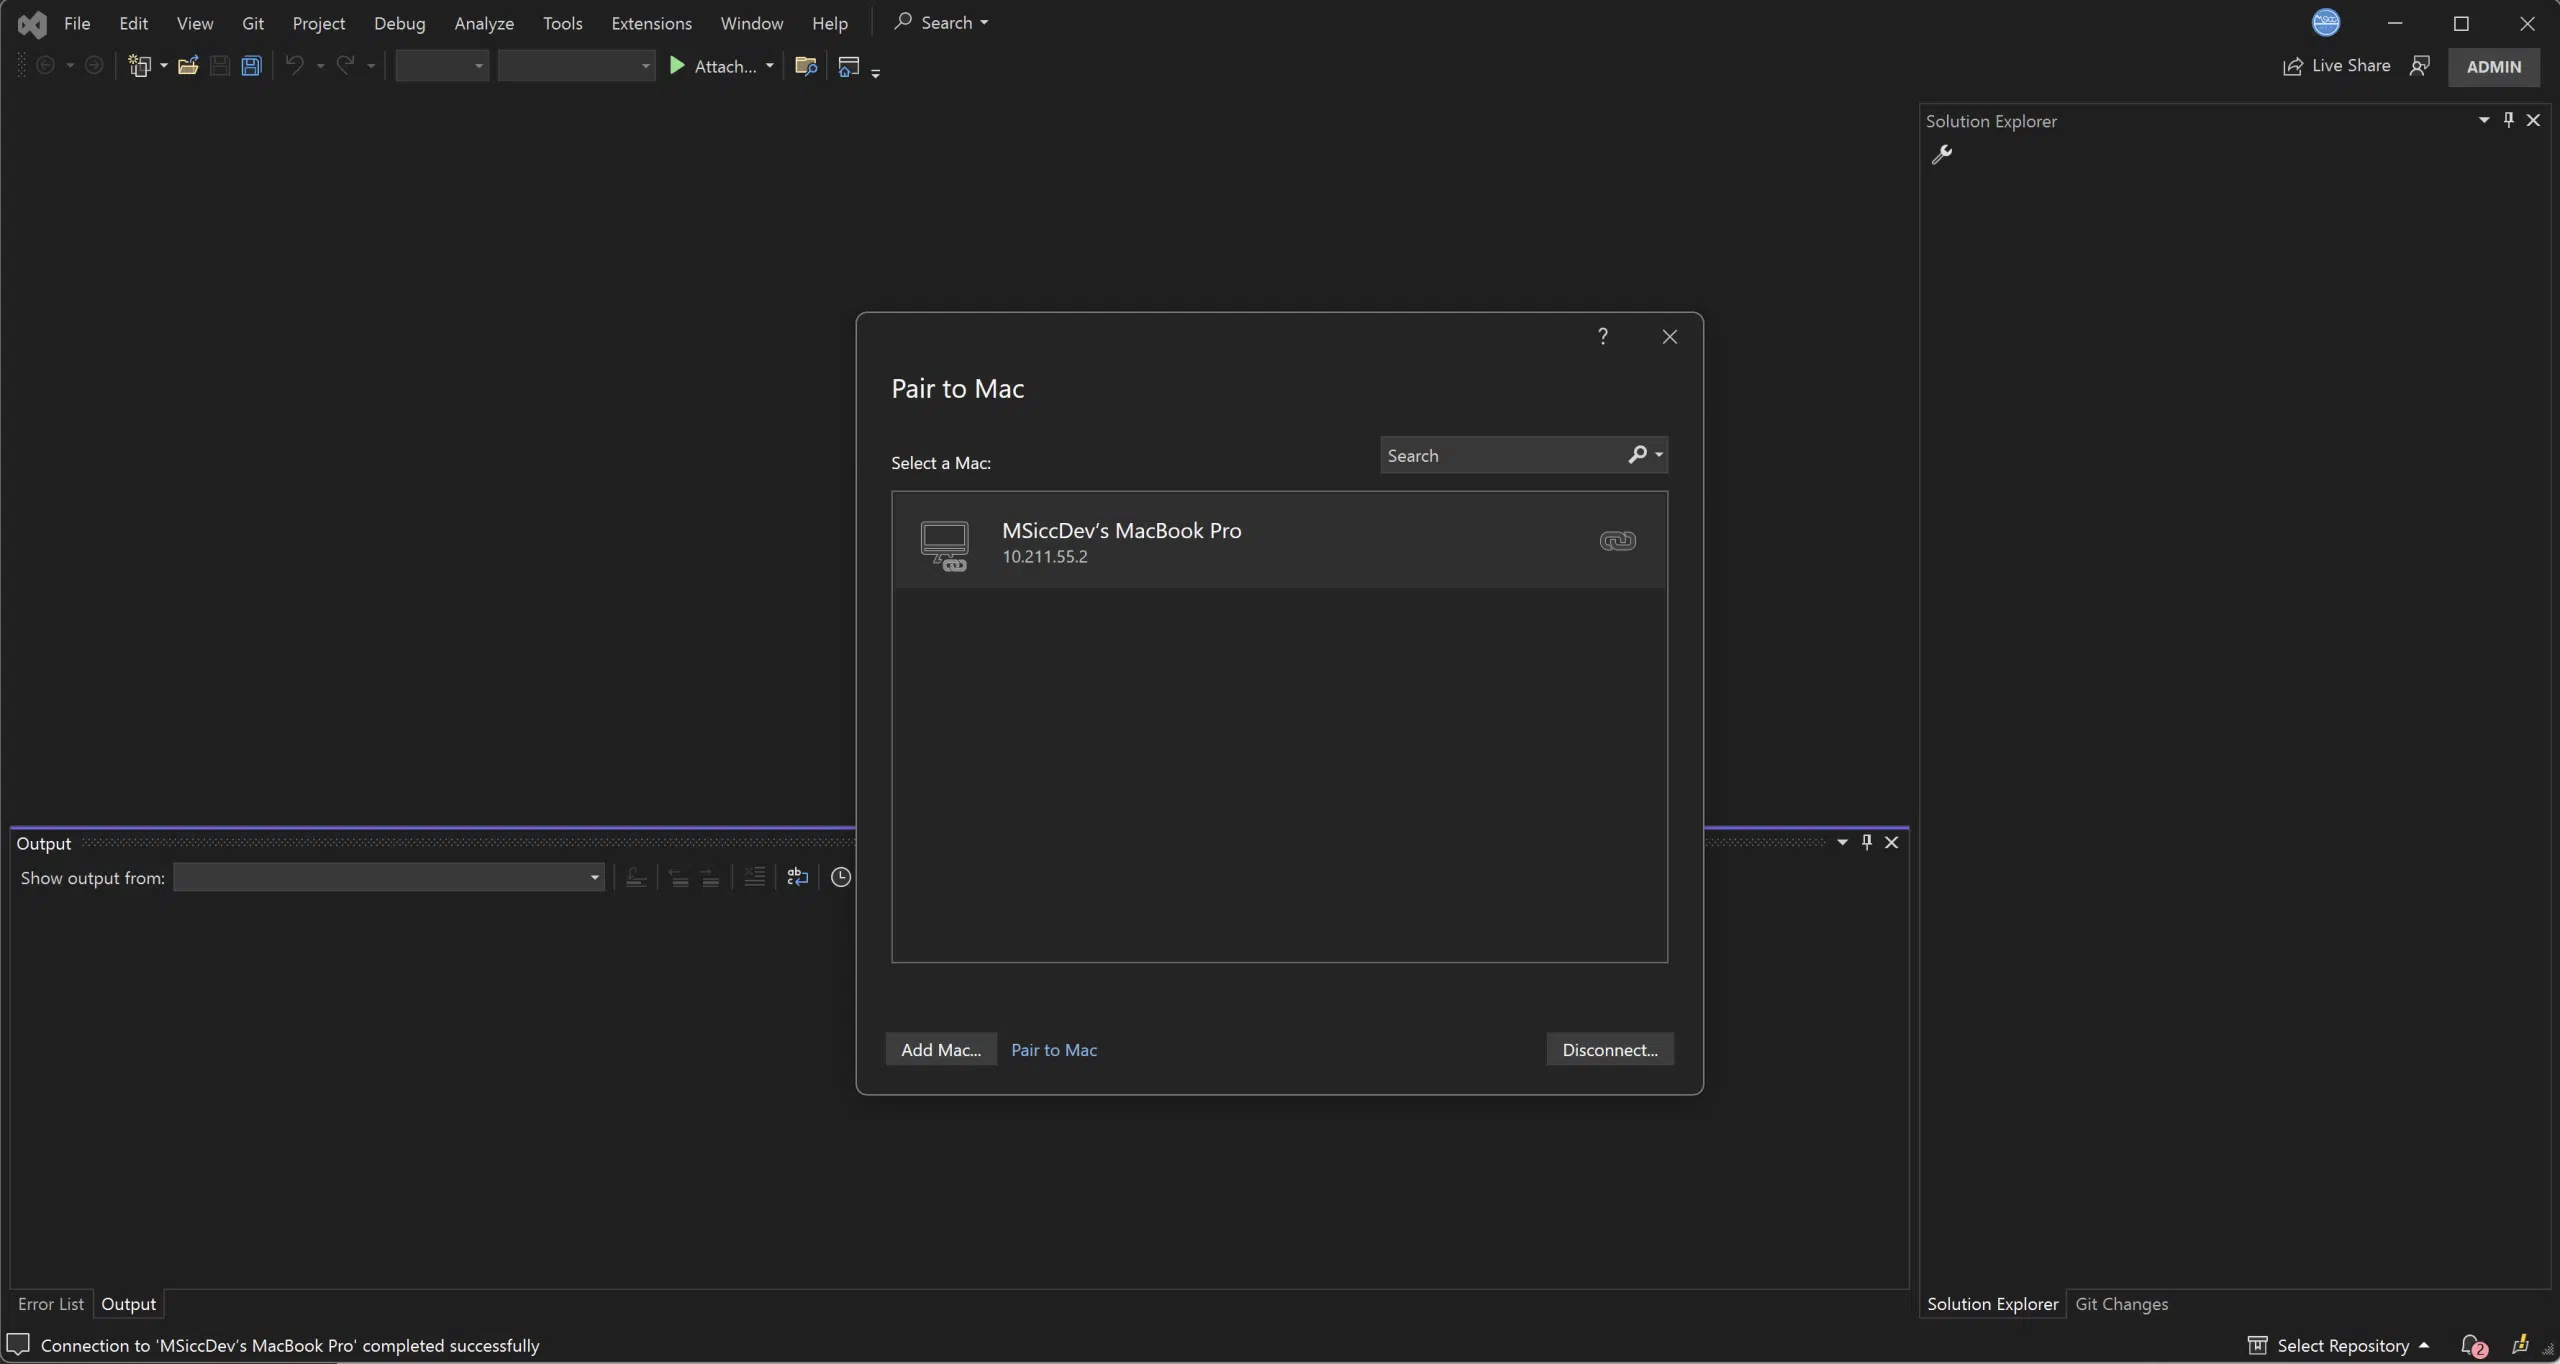 File Edit View Git Project Debug Analyze Tools Extensions Window Help Search
Attach... Live Share ADMIN
Solution Explorer
?
Pair to Mac
Select a Mac: Search
MSiccDev’s MacBook Pro
10.211.55.2
Output
Show output from:
Add Mac... Pair to Mac Disconnect...
Error List Output Solution Explorer Git Changes
Connection to 'MSiccDev’s MacBook Pro' completed successfully Select Repository 2